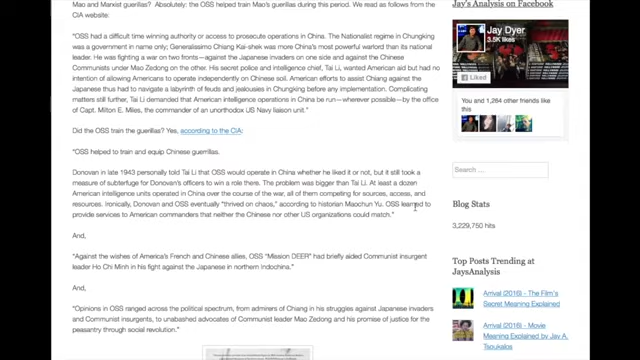 Mao and Marxist guerillas?  Absolutely: the OSS helped train Mao's guerillas during this period. We read as follows from the
CIA website:
"OSS had a difficult time winning authority or access to prosecute operations in China. The Nationalist regime in Chungking
was a government in name only; Generalissimo Chiang Kai-shek was more China's most powerful warlord than its national
leader. He was fighting a war on two fronts—against the Japanese invaders on one side and against the Chinese
Communists under Mao Zedong on the other. His secret police and intelligence chief, Tai Li, wanted American aid but had no
intention of allowing Americans to operate independently on Chinese soil. American efforts to assist Chiang against the
Japanese thus had to navigate a labyrinth of feuds and jealousies in Chungking before any implementation. Complicating
matters still further, Tai Li demanded that American intelligence operations in China be run—wherever possible—by the office
of Capt. Milton E. Miles, the commander of an unorthodox US Navy liaison unit."
Did the OSS train the guerillas? Yes, according to the CIA:
"OSS helped to train and equip Chinese guerrillas.
Donovan in late 1943 personally told Tai Li that OSS would operate in China whether he liked it or not, but it still took a
measure of subterfuge for Donovan's officers to win a role there. The problem was bigger than Tai Li. At least a dozen
American intelligence units operated in China over the course of the war, all of them competing for sources, access, and
resources. Ironically, Donovan and OSS eventually "thrived on chaos," according to historian Maochun Yu. OSS learned to
provide services to American commanders that neither the Chinese nor other US organizations could match."
And,
"Against the wishes of America's French and Chinese allies, OSS "Mission DEER" had briefly aided Communist insurgent
leader Ho Chi Minh in his fight against the Japanese in northern Indochina."
And,
"Opinions in OSS ranged across the political spectrum, from admirers of Chiang in his struggles against Japanese invaders
and Communist insurgents, to unabashed advocates of Communist leader Mao Zedong and his promise of justice for the
peasantry through social revolution."
Jay's Analysis on Facebook
Jay Dyer
3.5K likes
Liked
You and 1,264 other friends like
this
Search …
Blog Stats
3,229,750 hits
Top Posts Trending at
JaysAnalysis
Arrival (2016) - The Film's
Secret Meaning Explained
Arrival (2016) - Movie
Meaning Explained by Jay A.
Tsoukalos